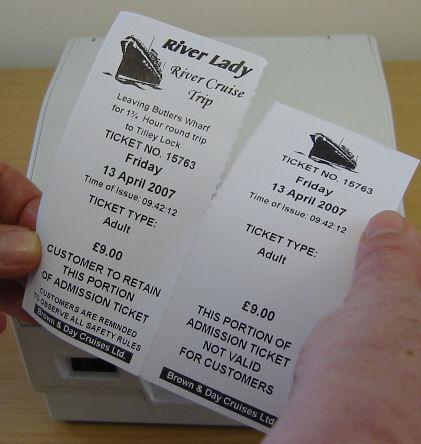 River Lady
River Cruise
Trip
Leaving Butlers Wharf
for 1¾ Hour round trip
to Tilley Lock
TICKET NO. 15763
Friday
13 April 2007
Time of Issue: 09:42:12
TICKET TYPE:
Adult
£9.00
CUSTOMER TO RETAIN
THIS PORTION
OF ADMISSION TICKET
CUSTOMERS ARE REMINDED
TO OBSERVE ALL SAFETY RULES
Brown & Day Cruises Ltd.
TICKET NO. 15763
Friday
13 April 2007
Time of Issue: 09:42:12
TICKET TYPE:
Adult
£9.00
THIS PORTION OF
ADMISSION TICKET
NOT VALID
FOR CUSTOMERS
Brown & Day Cruises Ltd